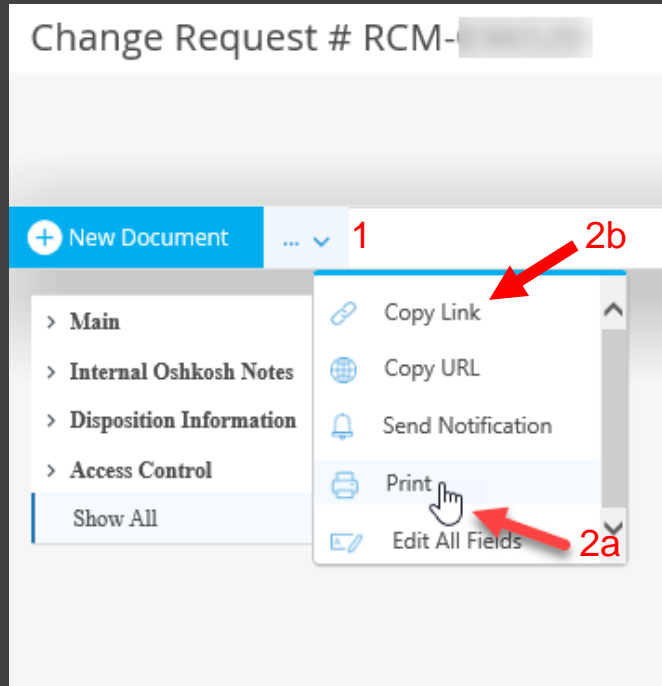 Change Request # RCM-
New Document ... 1 2b
Copy Link
> Main
> Internal Oshkosh Notes
Copy URL
> Disposition Information
Send Notification
> Access Control
Print
Show All
Edit All Fields 2a